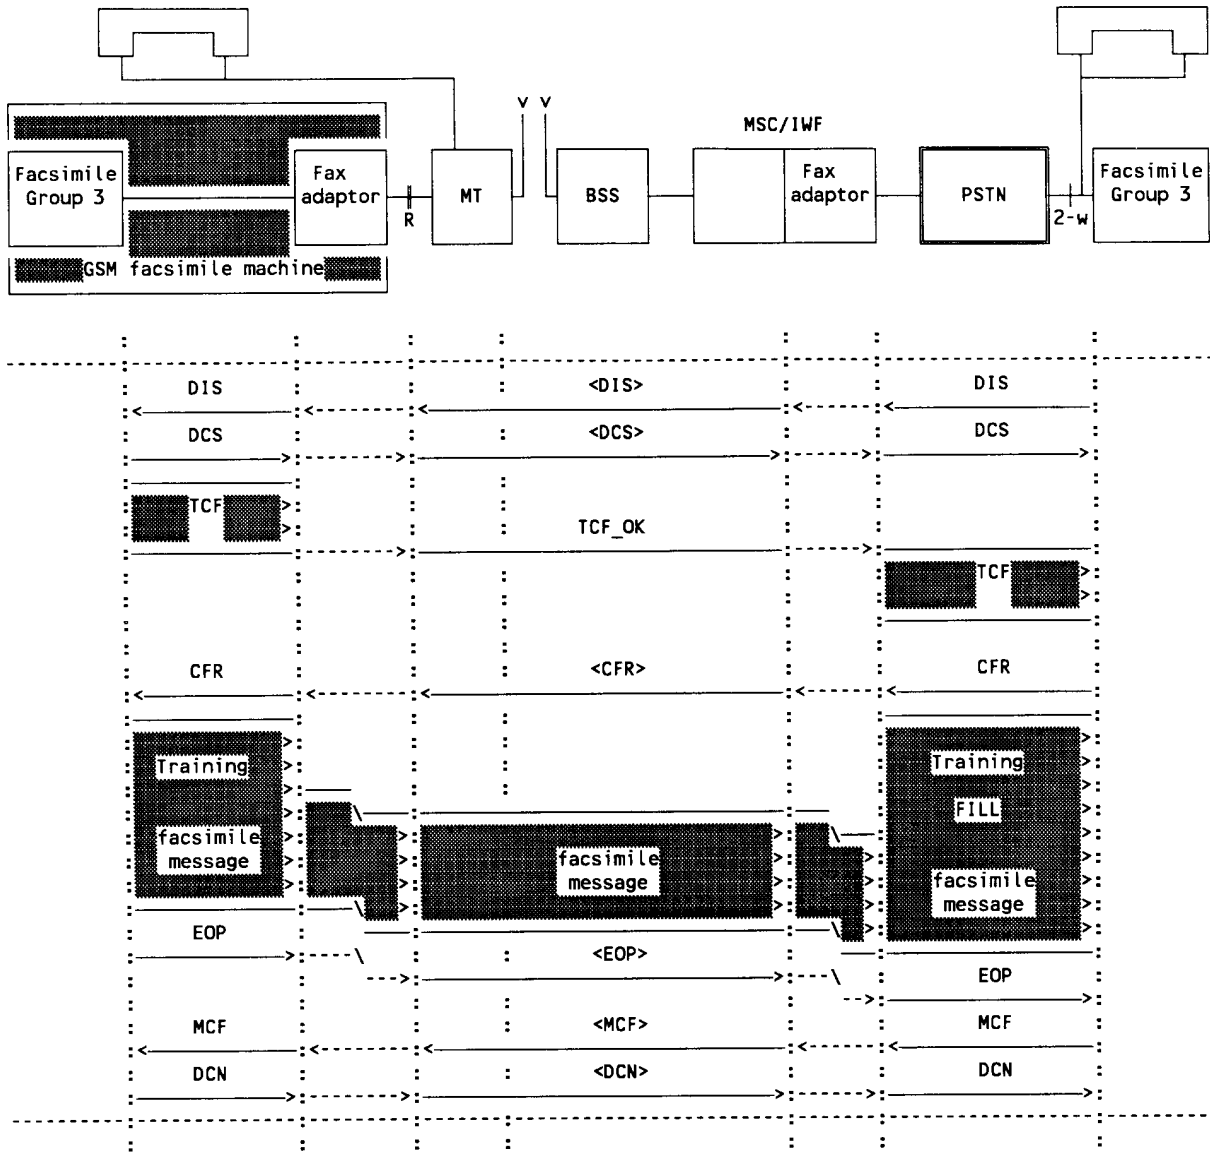 MSC/IWF
Facsimile
Group 3
Fax
adaptor
R
MT
BSS
Fax
adaptor
PSTN
2-w
Facsimile
Group 3
GSM facsimile machine
DIS <DIS> DIS
DCS <DCS> DCS
TCF
TCF_OK
TCF
CFR <CFR> CFR
Training
facsimile
message
facsimile
message
Training
FILL
facsimile
message
EOP <EOP> EOP
MCF <MCF> MCF
DCN <DCN> DCN